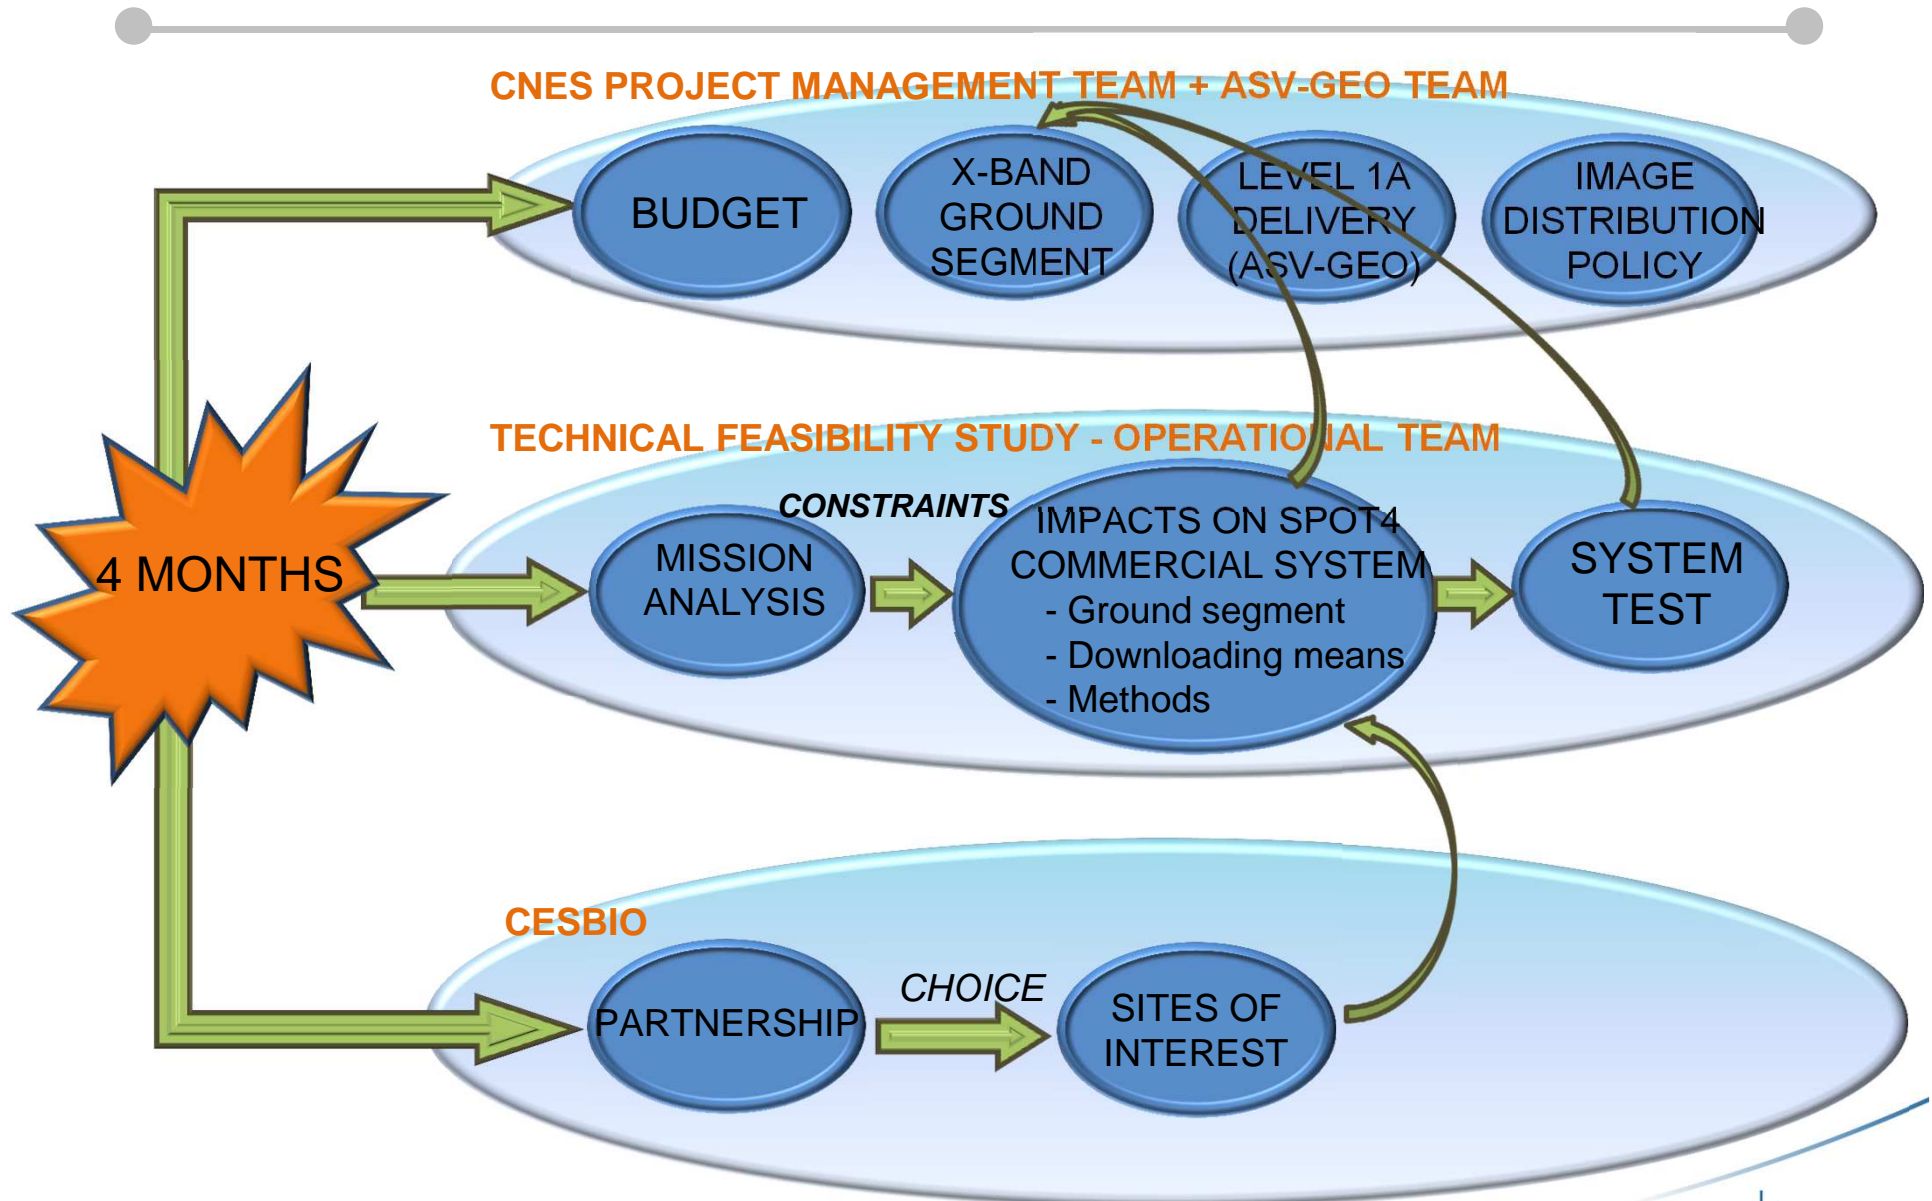 CNES PROJECT MANAGEMENT TEAM + ASV-GEO TEAM
BUDGET
X-BAND
GROUND
SEGMENT
LEVEL 1A
DELIVERY
(ASV-GEO)
IMAGE
DISTRIBUTION
POLICY
4 MONTHS
TECHNICAL FEASIBILITY STUDY - OPERATIONAL TEAM
MISSION
ANALYSIS
CONSTRAINTS
IMPACTS ON SPOT4
COMMERCIAL SYSTEM
- Ground segment
- Downloading means
- Methods
SYSTEM
TEST
CESBIO
PARTNERSHIP
CHOICE
SITES OF
INTEREST